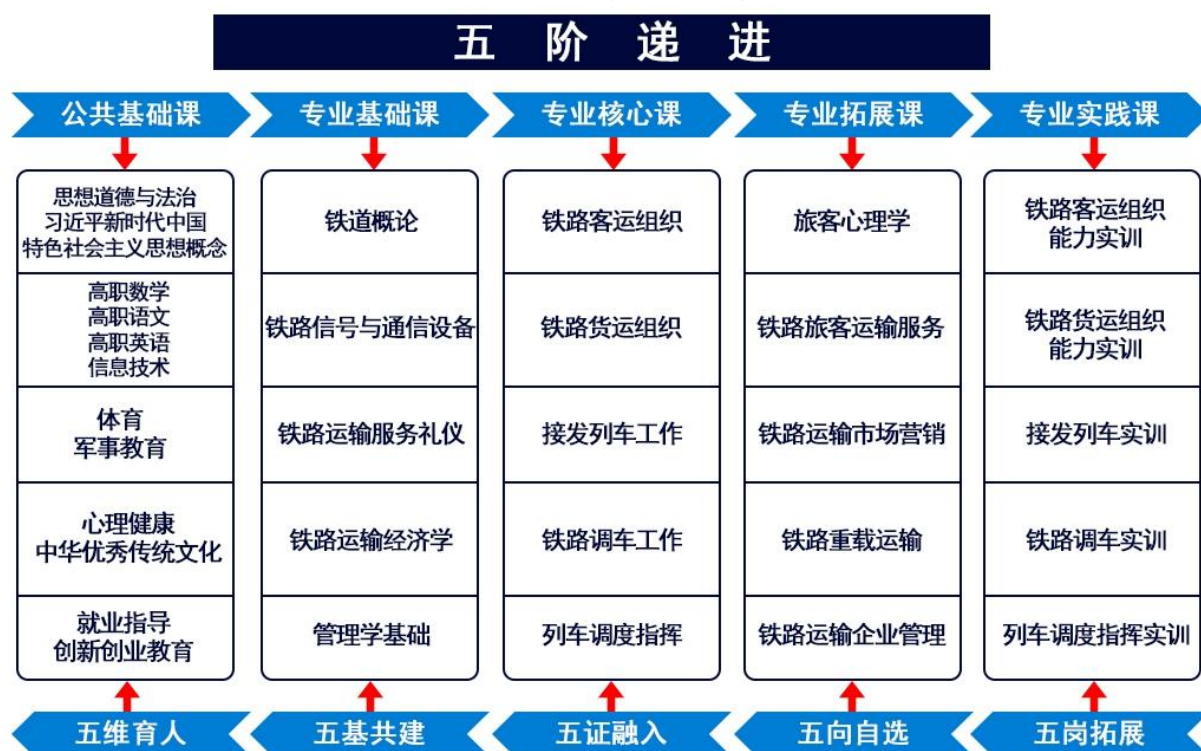 五阶递进
公共基础课
专业基础课
专业核心课
专业拓展课
专业实践课
思想道德与法治
习近平新时代中国
特色社会主义思想概念
铁道概论
铁路客运组织
旅客心理学
铁路客运组织
能力实训
高职数学
高职语文
高职英语
信息技术
铁路信号与通信设备
铁路货运组织
铁路旅客运输服务
铁路货运组织
能力实训
体育
军事教育
铁路运输服务礼仪
接发列车工作
铁路运输市场营销
接发列车实训
心理健康
中华优秀传统文化
铁路运输经济学
铁路调车工作
铁路重载运输
铁路调车实训
就业指导
创新创业教育
管理学基础
列车调度指挥
铁路运输企业管理
列车调度指挥实训
五维育人
五基共建
五证融入
五向自选
五岗拓展